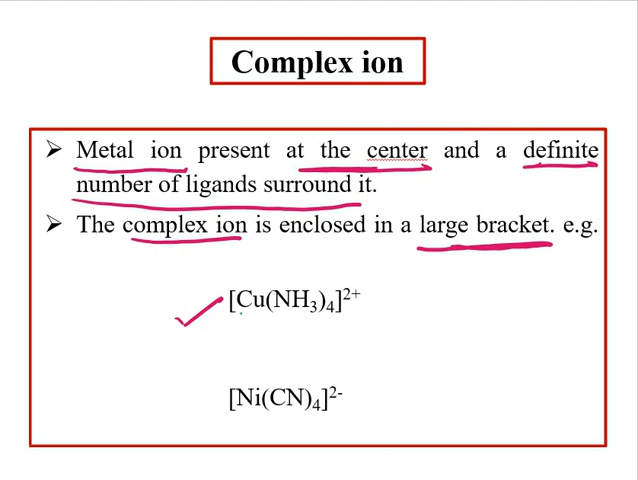 Complex ion
➢ Metal ion present at the center and a definite
number of ligands surround it.
➢ The complex ion is enclosed in a large bracket. e.g.
[Cu(NH₃)₄]²⁺
[Ni(CN)₄]²⁻